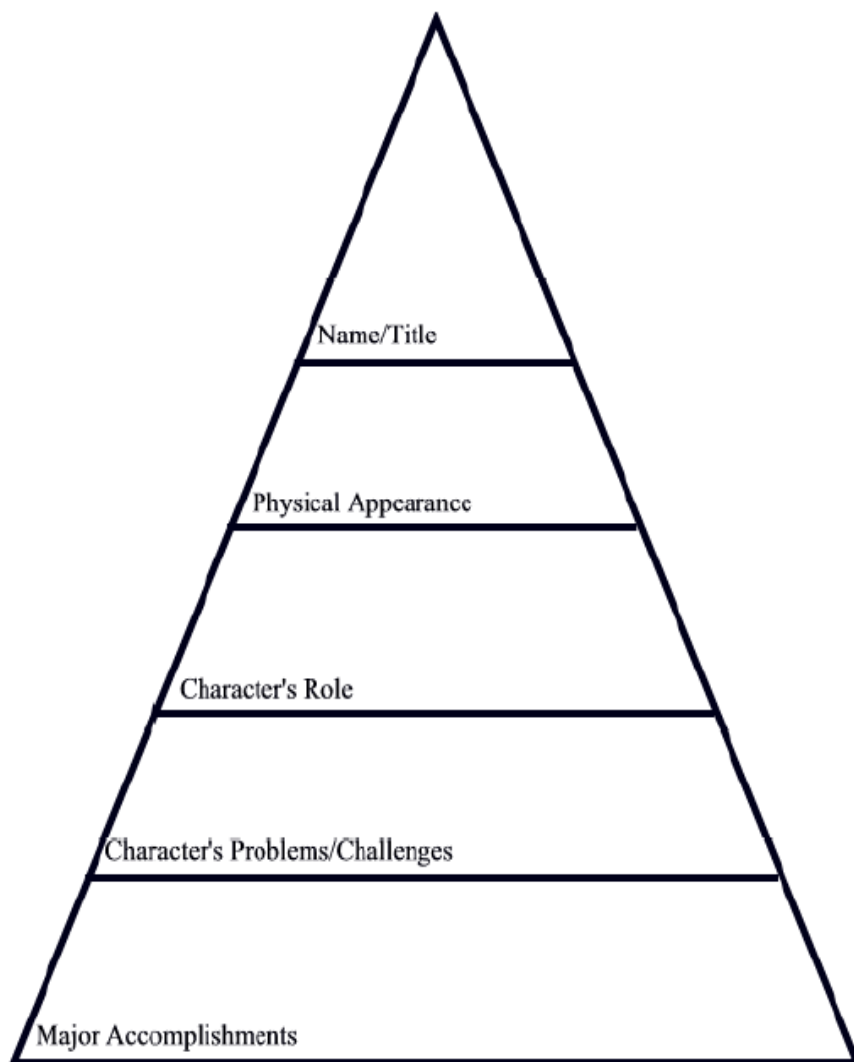 Name/Title
Physical Appearance
Character's Role
Character's Problems/Challenges
Major Accomplishments